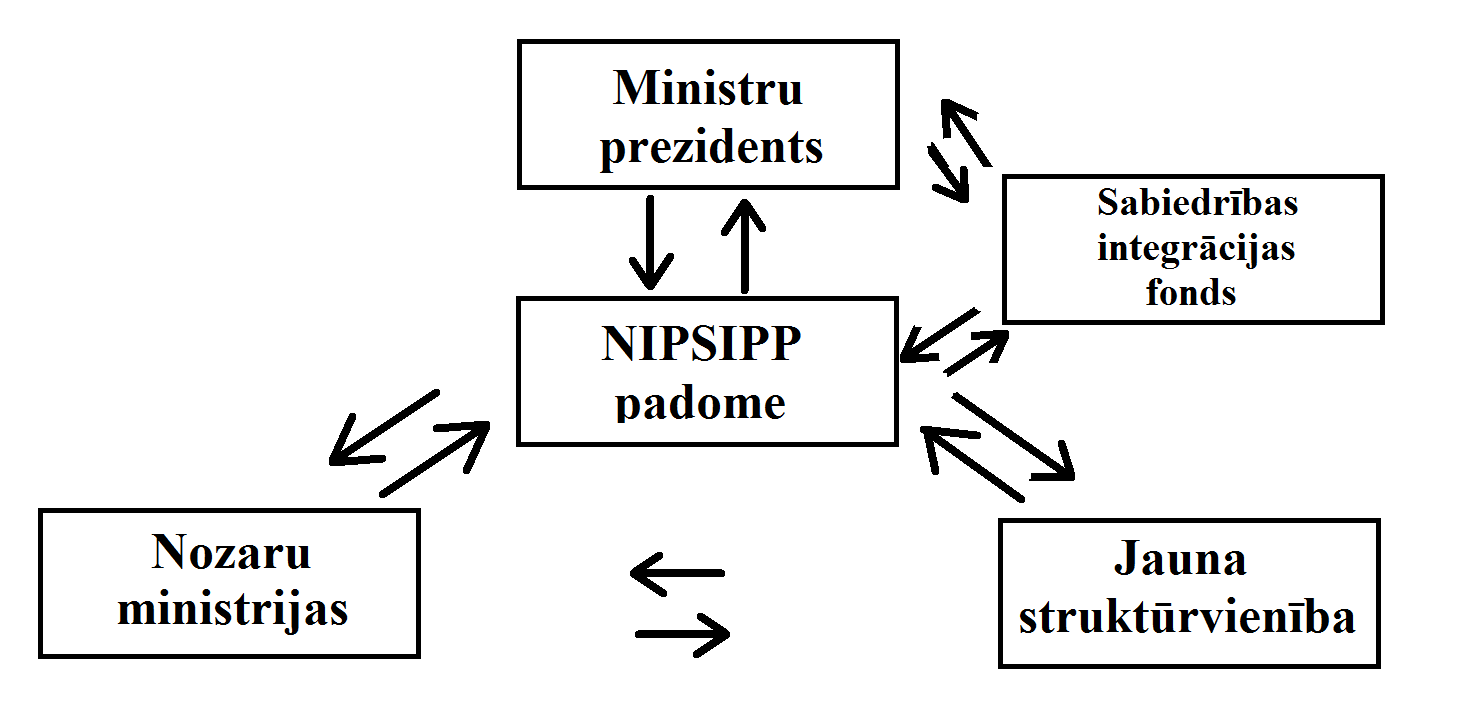 Ministru
prezidents
Sabiedrības
integrācijas
fonds
NIPSIPP
padome
Nozaru
ministrijas
Jauna
struktūrvienība